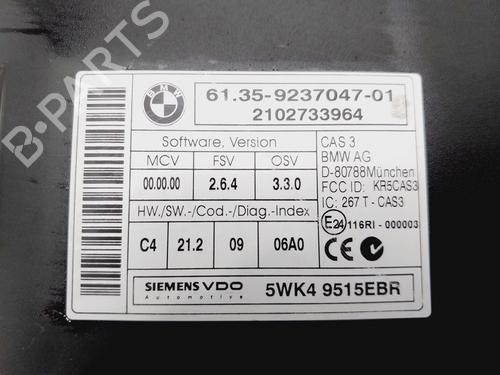 B-PARTS
BMW
61.35-9237047-01
2102733964
Software, Version
MCV FSV OSV
00.00.00 2.6.4 3.3.0
HW./SW.-/Cod.-/Diag.-Index
C4 21.2 09 06A0
CAS 3
BMW AG
D-80788München
FCC ID: KR5CAS3
IC: 267 T - CAS3
E24 116RI - 000003
CE
SIEMENS VDO
Automotive
5WK4 9515EBR